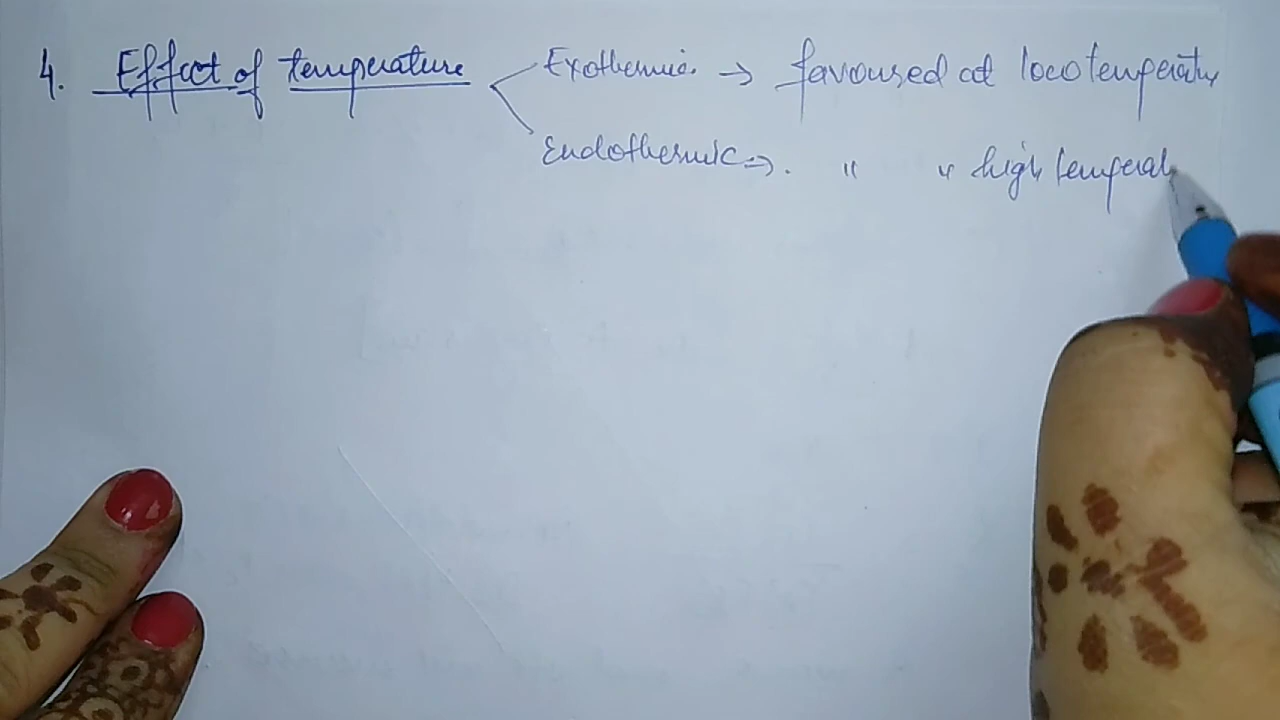 4. Effect of temperature Exothermic. → favoured at low temperature
Endothermic ⇒. " " high temperat